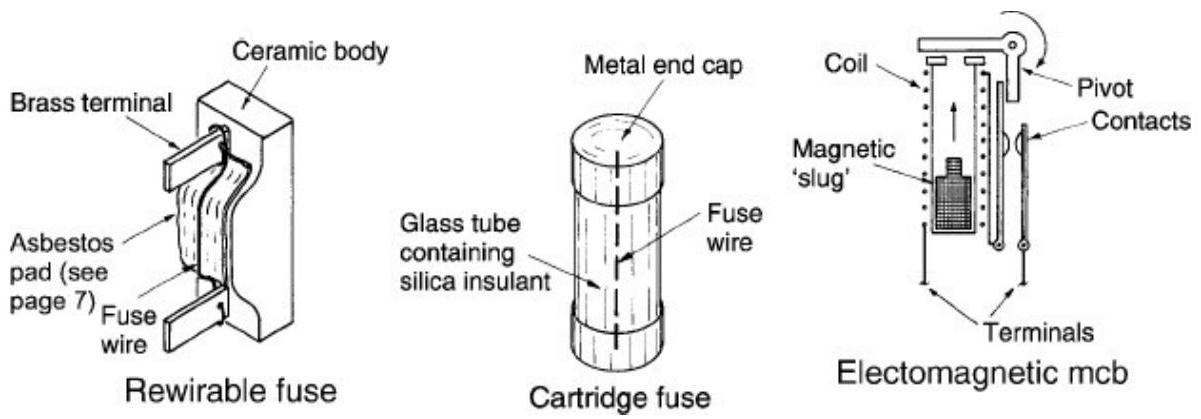 Ceramic body
Brass terminal
Asbestos
pad (see
page 7)
Fuse
wire
Rewirable fuse
Metal end cap
Glass tube
containing
silica insulant
Fuse
wire
Cartridge fuse
Coil
Pivot
Contacts
Magnetic
‘slug’
Terminals
Electomagnetic mcb